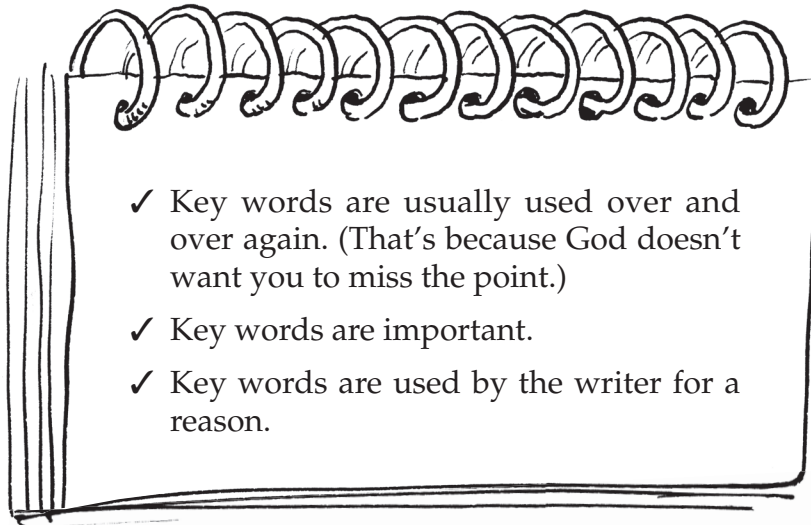 ✓ Key words are usually used over and
over again. (That's because God doesn't
want you to miss the point.)
✓ Key words are important.
✓ Key words are used by the writer for a
reason.